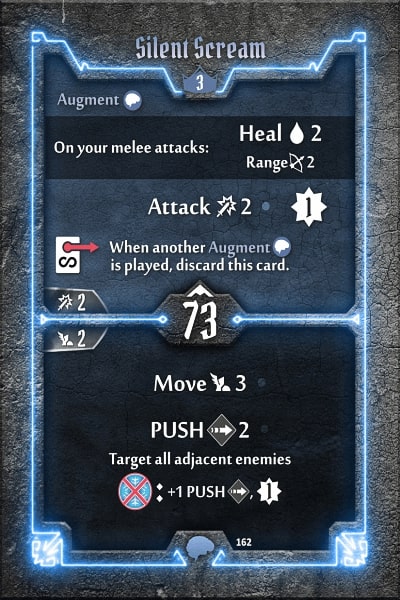 Silent Scream
3
Augment
On your melee attacks:
Heal 2
Range 2
Attack 2
1
When another Augment
is played, discard this card.
2
73
2
Move 3
PUSH 2
Target all adjacent enemies
: +1 PUSH , 1
162